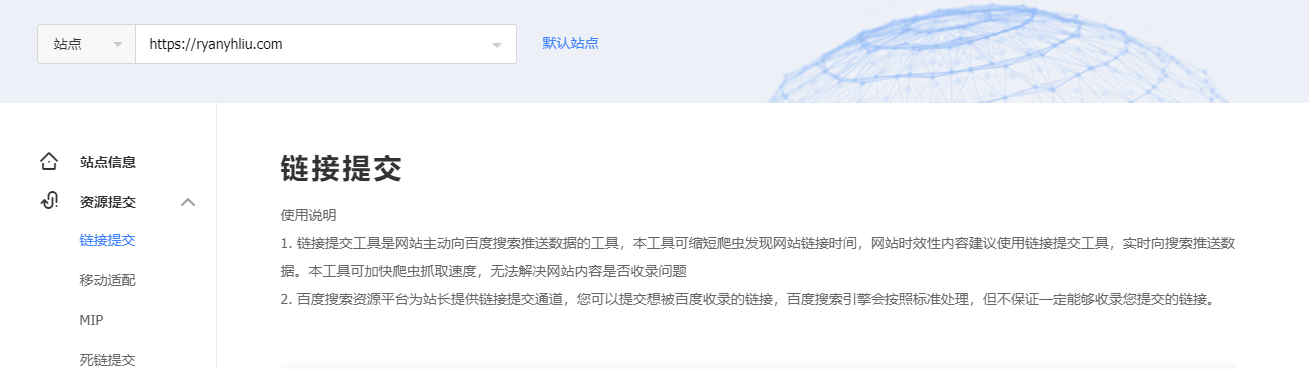 站点 https://ryanyhliu.com 默认站点
站点信息
资源提交
链接提交
移动适配
MIP
死链提交
链接提交
使用说明
1. 链接提交工具是网站主动向百度搜索推送数据的工具，本工具可缩短爬虫发现网站链接时间，网站时效性内容建议使用链接提交工具，实时向搜索推送数
据。本工具可加快爬虫抓取速度，无法解决网站内容是否收录问题
2. 百度搜索资源平台为站长提供链接提交通道，您可以提交想被百度收录的链接，百度搜索引擎会按照标准处理，但不保证一定能够收录您提交的链接。